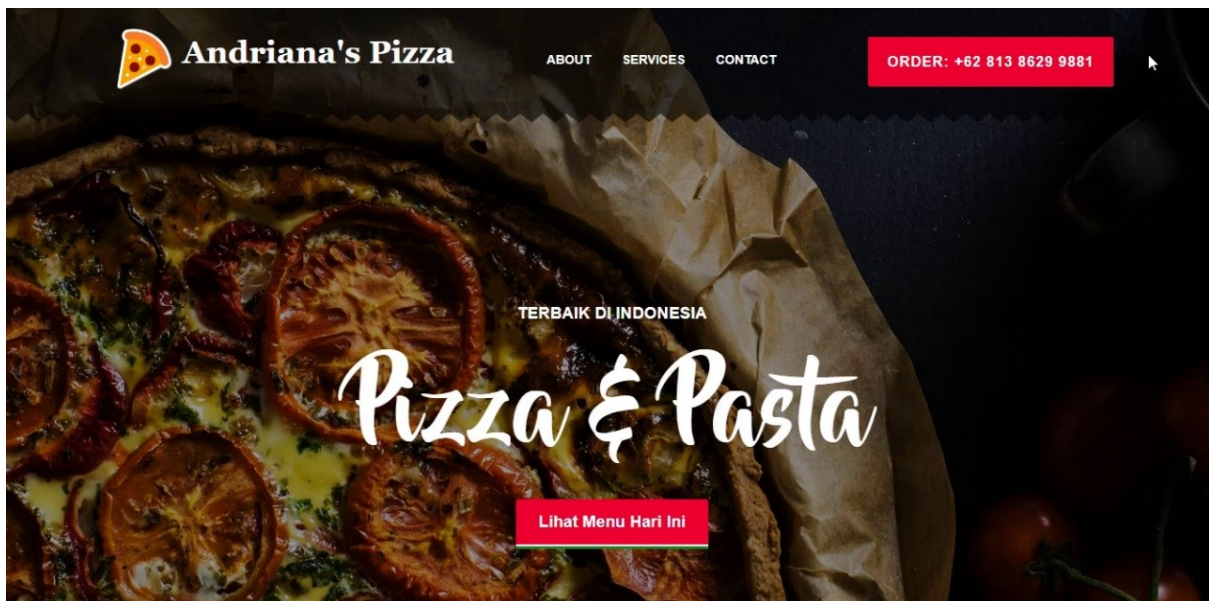 Andriana's Pizza
ABOUT SERVICES CONTACT
ORDER: +62 813 8629 9881
TERBAIK DI INDONESIA
Pizza & Pasta
Lihat Menu Hari Ini